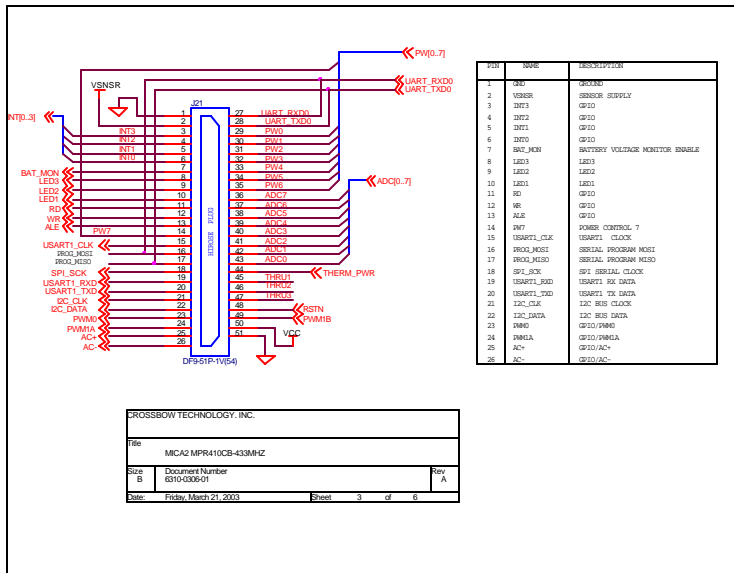 PW[0..7]
UART_RXD0
UART_TXD0
VSNSR
J21
INT[0..3]
1
2
INT3 3
INT2 4
INT1 5
INT0 6
BAT_MON 7
LED3 8
LED2 9
LED1 10
RD 11
WR 12
ALE 13
PW7 14
USART1_CLK 15
PROG_MOSI 16
PROG_MISO 17
SPI_SCK 18
USART1_RXD 19
USART1_TXD 20
I2C_CLK 21
I2C_DATA 22
PWM0 23
PWM1A 24
AC+ 25
AC- 26
HIROSE PLUG
27 UART_RXD0
28 UART_TXD0
29 PW0
30 PW1
31 PW2
32 PW3
33 PW4
34 PW5
35 PW6
36 ADC7
37 ADC6
38 ADC5
39 ADC4
40 ADC3
41 ADC2
42 ADC1
43 ADC0
44 THERM_PWR
45 THRU1
46 THRU2
47 THRU3
48 RSTN
49 PWM1B
50
51
ADC[0..7]
VCC
DF9-51P-1V(54)
PIN NAME DESCRIPTION
1 GND GROUND
2 VSNSR SENSOR SUPPLY
3 INT3 GPIO
4 INT2 GPIO
5 INT1 GPIO
6 INT0 GPIO
7 BAT_MON BATTERY VOLTAGE MONITOR ENABLE
8 LED3 LED3
9 LED2 LED2
10 LED1 LED1
11 RD GPIO
12 WR GPIO
13 ALE GPIO
14 PW7 POWER CONTROL 7
15 USART1_CLK USART1 CLOCK
16 PROG_MOSI SERIAL PROGRAM MOSI
17 PROG_MISO SERIAL PROGRAM MISO
18 SPI_SCK SPI SERIAL CLOCK
19 USART1_RXD USART1 RX DATA
20 USART1_TXD USART1 TX DATA
21 I2C_CLK I2C BUS CLOCK
22 I2C_DATA I2C BUS DATA
23 PWM0 GPIO/PWM0
24 PWM1A GPIO/PWM1A
25 AC+ GPIO/AC+
26 AC- GPIO/AC-
CROSSBOW TECHNOLOGY. INC.
Title
MICA2 MPR410CB-433MHZ
Size Document Number Rev
B 6310-0306-01 A
Date: Friday, March 21, 2003 Sheet 3 of 6